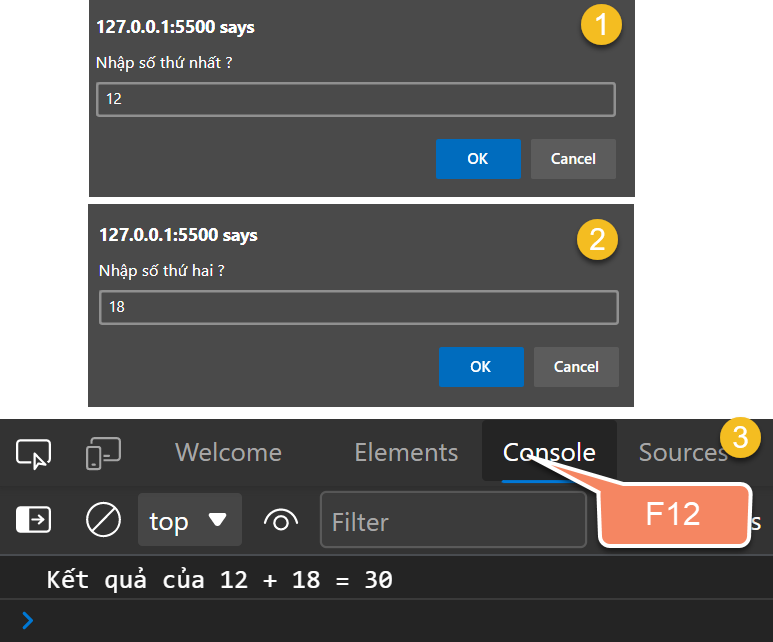 127.0.0.1:5500 says
1
Nhập số thứ nhất ?
12
OK
Cancel
127.0.0.1:5500 says
2
Nhập số thứ hai ?
18
OK
Cancel
3
Welcome
Elements
Console
Sources
top
Filter
F12
s
Kết quả của 12 + 18 = 30